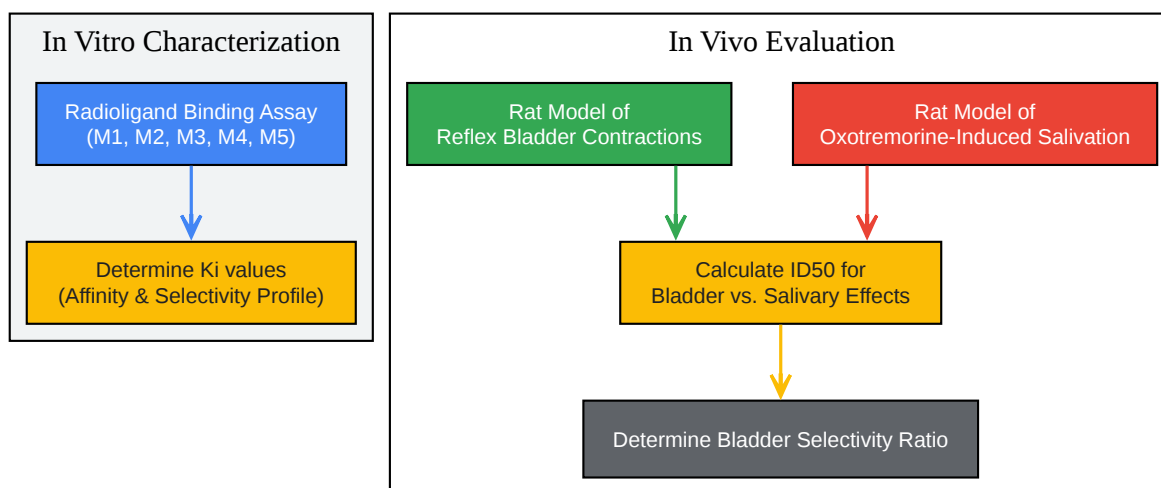 In Vitro Characterization
Radioligand Binding Assay
(M1, M2, M3, M4, M5)
Determine Ki values
(Affinity & Selectivity Profile)
In Vivo Evaluation
Rat Model of
Reflex Bladder Contractions
Rat Model of
Oxotremorine-Induced Salivation
Calculate ID50 for
Bladder vs. Salivary Effects
Determine Bladder Selectivity Ratio